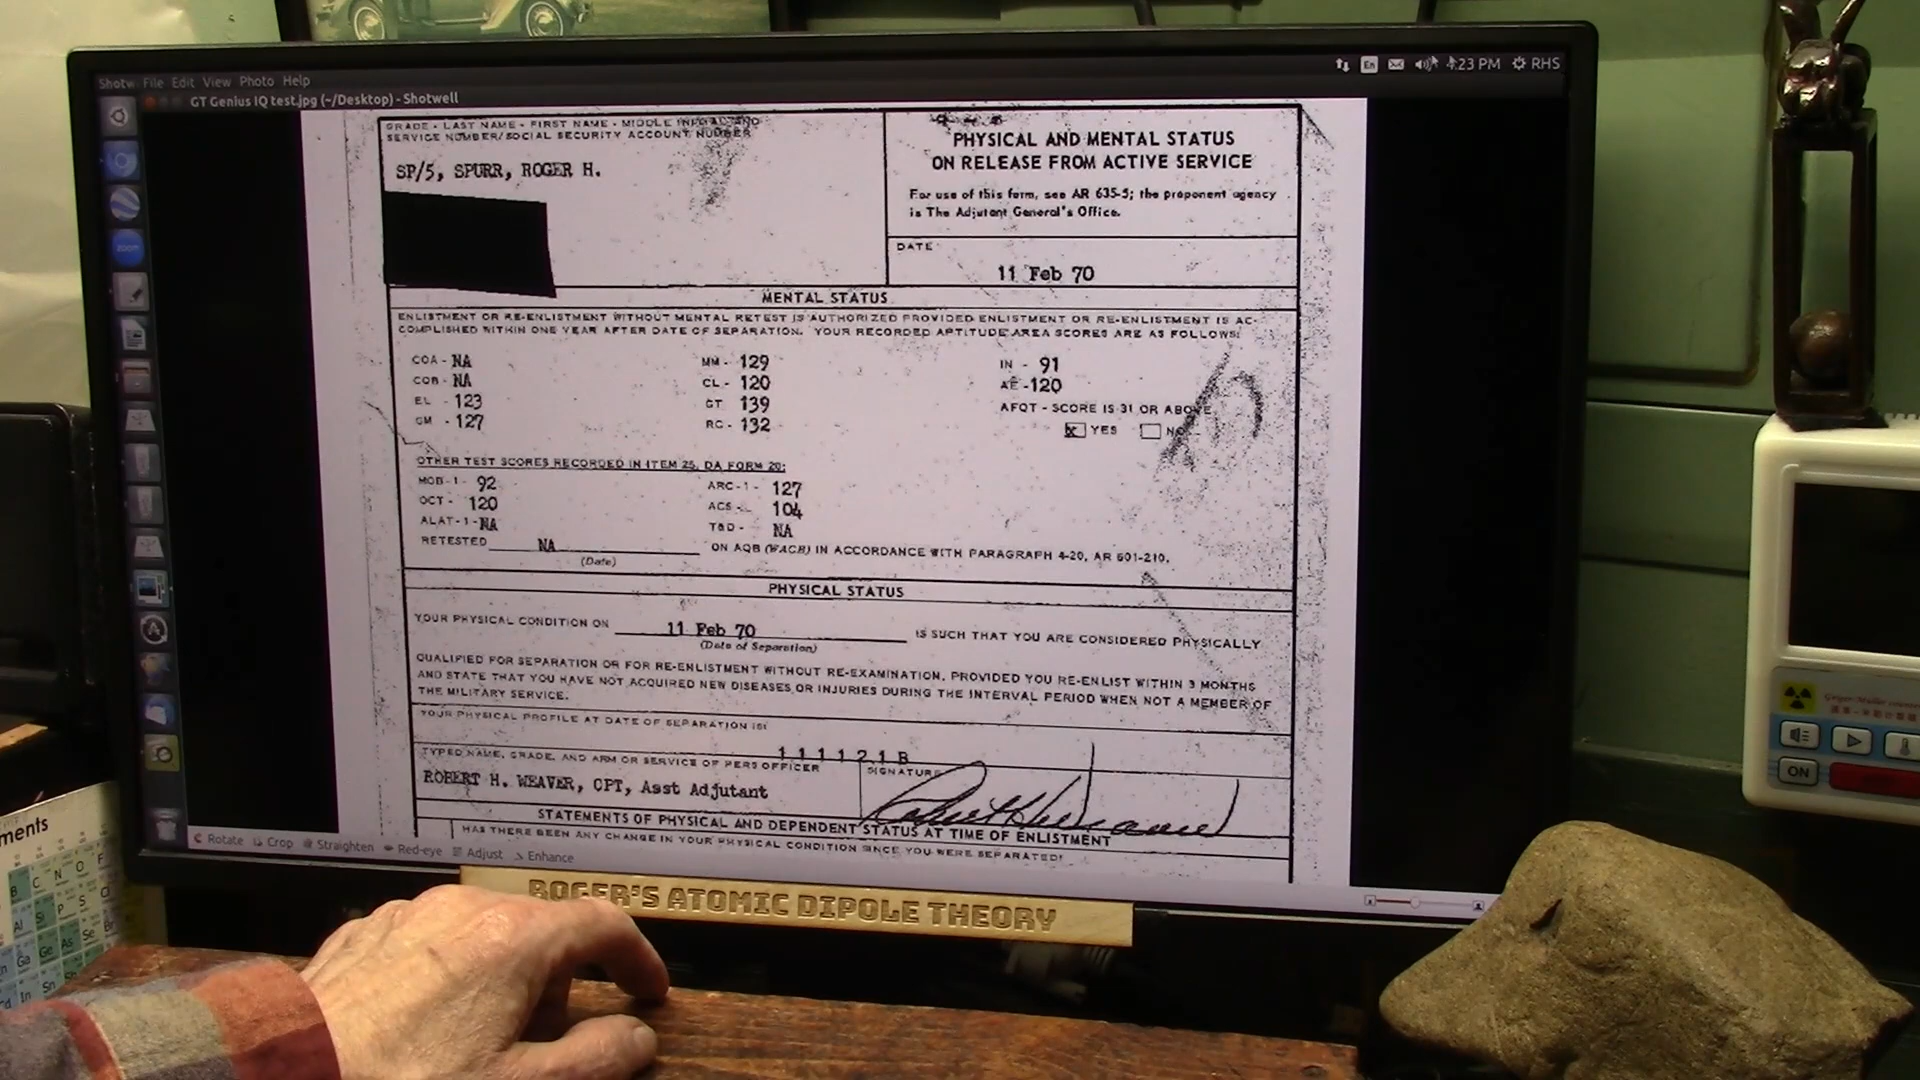 Shotw File Edit View Photo Help
En 4:23 PM RHS
GT Genius IQ test.jpg (~/Desktop) - Shotwell
GRADE - LAST NAME - FIRST NAME - MIDDLE INITIAL AND
SERVICE NUMBER/SOCIAL SECURITY ACCOUNT NUMBER
SP/5, SPURR, ROGER H.
PHYSICAL AND MENTAL STATUS
ON RELEASE FROM ACTIVE SERVICE
For use of this form, see AR 635-5; the proponent agency
is The Adjutant General's Office.
DATE
11 Feb 70
MENTAL STATUS
ENLISTMENT OR RE-ENLISTMENT WITHOUT MENTAL RETEST IS AUTHORIZED PROVIDED ENLISTMENT OR RE-ENLISTMENT IS AC-
COMPLISHED WITHIN ONE YEAR AFTER DATE OF SEPARATION. YOUR RECORDED APTITUDE AREA SCORES ARE AS FOLLOWS:
COA - NA MM - 129 IN - 91
COB - NA CL - 120 AE - 120
EL - 123 GT 139 AFQT - SCORE IS 31 OR ABOVE
GM - 127 RC - 132 x YES NO
OTHER TEST SCORES RECORDED IN ITEM 25, DA FORM 20:
MOB-1- 92 ARC-1- 127
OCT- 120 ACS- 104
ALAT-1-NA T&D- NA
RETESTED NA ON AQB (WACB) IN ACCORDANCE WITH PARAGRAPH 4-20, AR 601-210.
(Date)
PHYSICAL STATUS
YOUR PHYSICAL CONDITION ON 11 Feb 70 IS SUCH THAT YOU ARE CONSIDERED PHYSICALLY
(Date of Separation)
QUALIFIED FOR SEPARATION OR FOR RE-ENLISTMENT WITHOUT RE-EXAMINATION, PROVIDED YOU RE-ENLIST WITHIN 3 MONTHS
AND STATE THAT YOU HAVE NOT ACQUIRED NEW DISEASES OR INJURIES DURING THE INTERVAL PERIOD WHEN NOT A MEMBER OF
THE MILITARY SERVICE.
YOUR PHYSICAL PROFILE AT DATE OF SEPARATION IS:
1 1 1 1 2 1 B
TYPED NAME, GRADE, AND ARM OR SERVICE OF PERS OFFICER SIGNATURE
ROBERT H. WEAVER, CPT, Asst Adjutant
STATEMENTS OF PHYSICAL AND DEPENDENT STATUS AT TIME OF ENLISTMENT
HAS THERE BEEN ANY CHANGE IN YOUR PHYSICAL CONDITION SINCE YOU WERE SEPARATED?
Rotate Crop Straighten Red-eye Adjust Enhance
ROGER'S ATOMIC DIPOLE THEORY
zoom
ments
B C N O F
Al Si P S
Ga Ge As Se Br
In Sn
ON